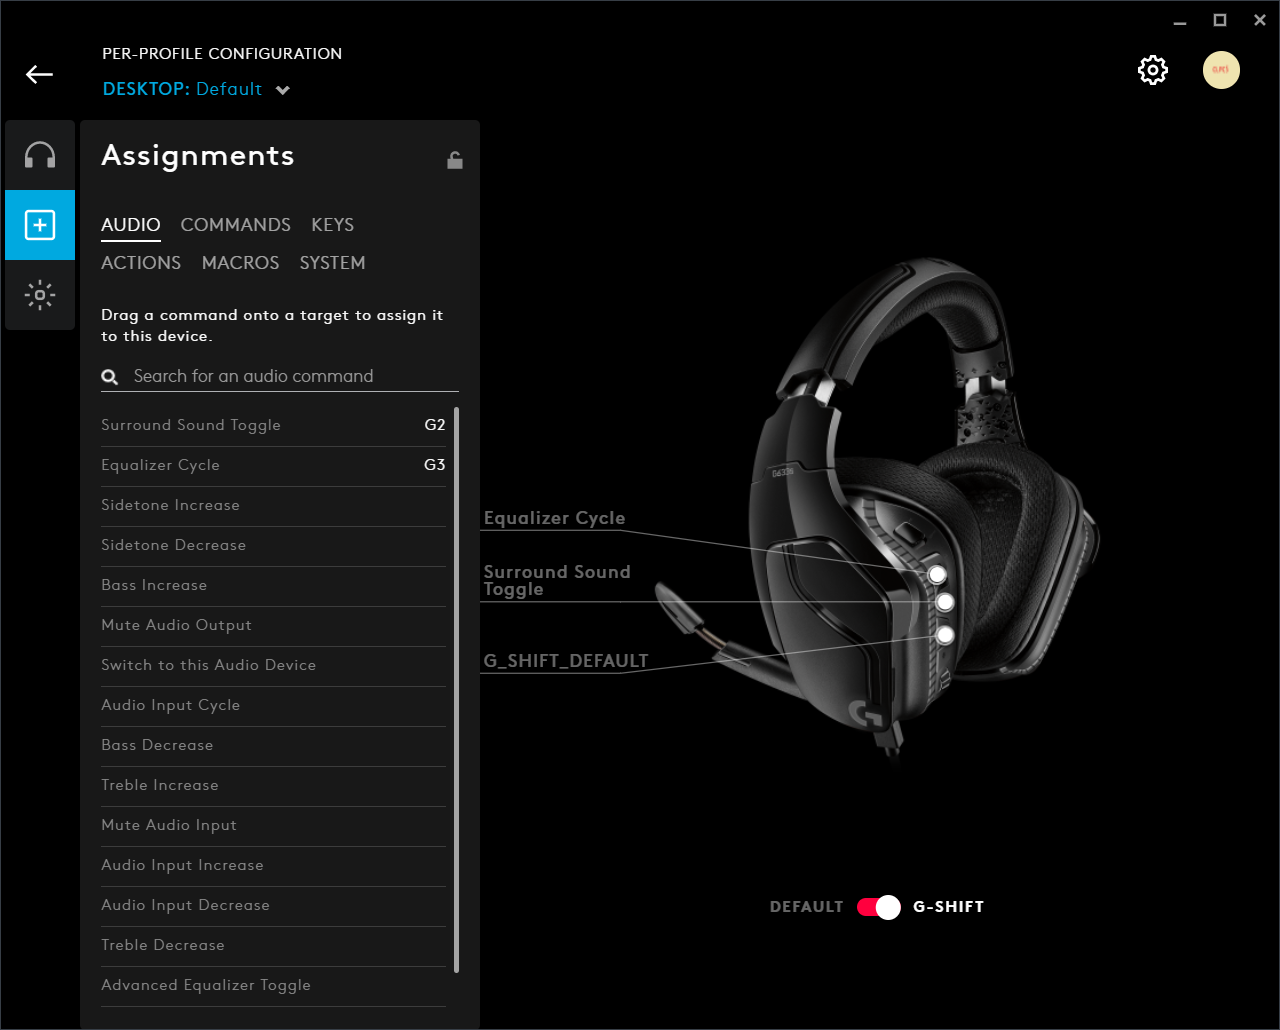 PER-PROFILE CONFIGURATION
DESKTOP: Default
Assignments
AUDIO COMMANDS KEYS
ACTIONS MACROS SYSTEM
Drag a command onto a target to assign it
to this device.
Search for an audio command
Surround Sound Toggle G2
Equalizer Cycle G3
Sidetone Increase
Sidetone Decrease
Bass Increase
Mute Audio Output
Switch to this Audio Device
Audio Input Cycle
Bass Decrease
Treble Increase
Mute Audio Input
Audio Input Increase
Audio Input Decrease
Treble Decrease
Advanced Equalizer Toggle
Equalizer Cycle
Surround Sound
Toggle
G_SHIFT_DEFAULT
DEFAULT G-SHIFT